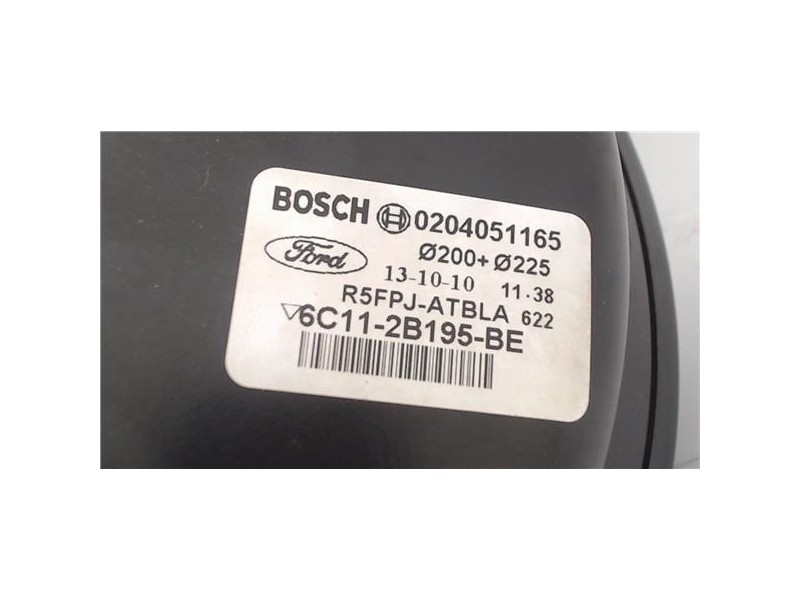 BOSCH 0204051165
Ø200+Ø225
Ford
13-10-10 11.38
R5FPJ-ATBLA 622
6C11-2B195-BE